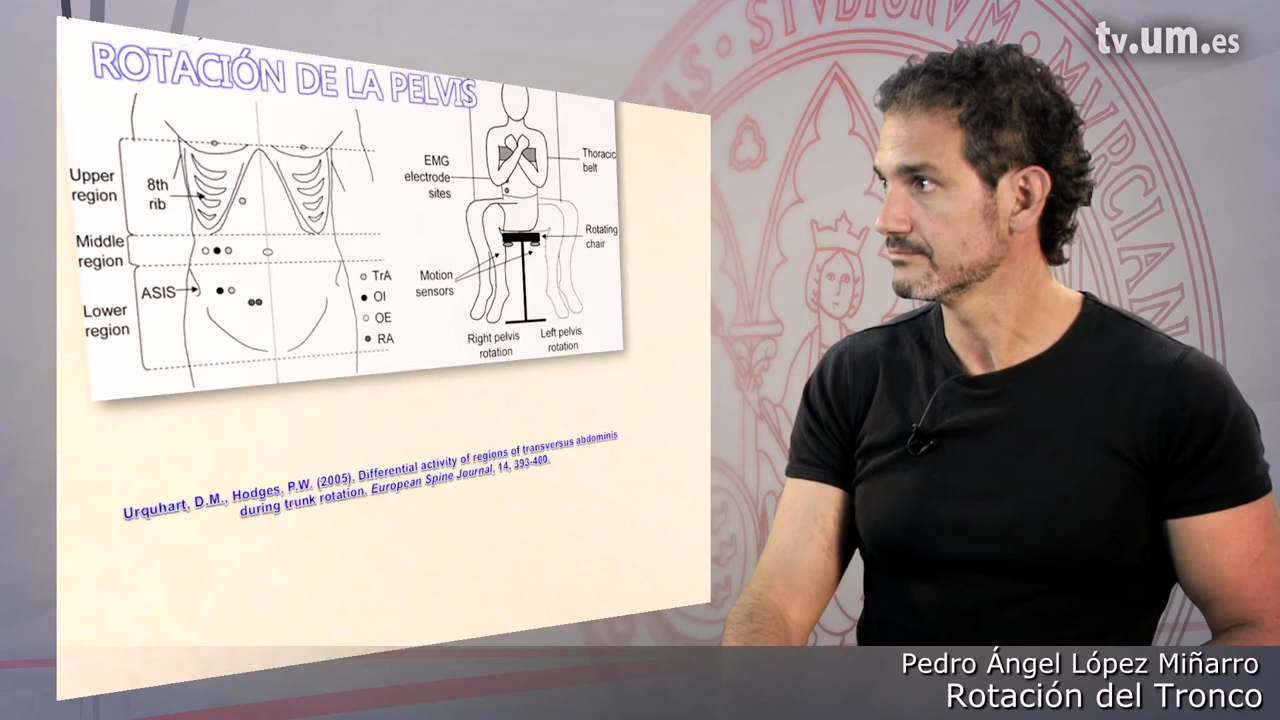 tv.um.es
STVDIORVM
MVRCIAN
ROTACIÓN DE LA PELVIS
Upper
region
8th
rib
Middle
region
ASIS
Lower
region
TrA
OI
OE
RA
EMG
electrode
sites
Thoracic
belt
Rotating
chair
Motion
sensors
Right pelvis
rotation
Left pelvis
rotation
Urquhart, D.M., Hodges, P.W. (2005). Differential activity of regions of transversus abdominis
during trunk rotation. European Spine Journal, 14, 393-400.
Pedro Ángel López Miñarro
Rotación del Tronco